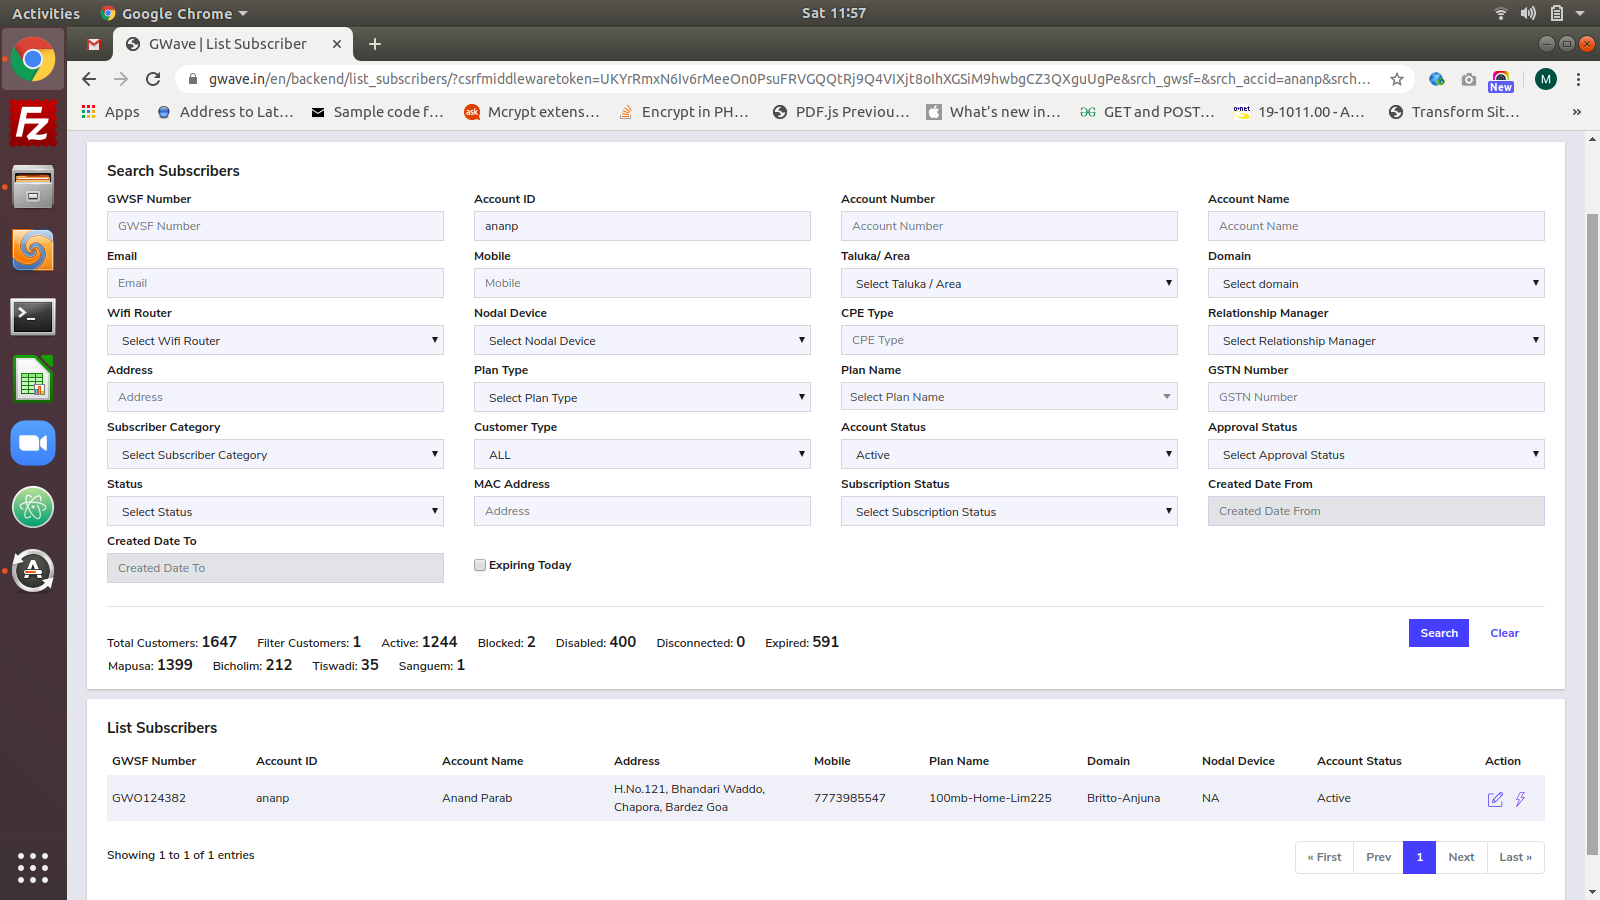 Activities Google Chrome Sat 11:57
GWave | List Subscriber
gwave.in/en/backend/list_subscribers/?csrfmiddlewaretoken=UKYrRmxN6Iv6rMeeOn0PsuFRVGQQtRj9Q4VIXjt8oIhXGSiM9hwbgCZ3QXguUgPe&srch_gwsf=&srch_accid=ananp&srch... New M
Apps Address to Lat... Sample code f... ask Mcrypt extens... Encrypt in PH... PDF.js Previou... What's new in... GET and POST... o-net 19-1011.00 - A... Transform Sit... »
Search Subscribers
GWSF Number Account ID Account Number Account Name
GWSF Number ananp Account Number Account Name
Email Mobile Taluka/ Area Domain
Email Mobile Select Taluka / Area Select domain
Wifi Router Nodal Device CPE Type Relationship Manager
Select Wifi Router Select Nodal Device CPE Type Select Relationship Manager
Address Plan Type Plan Name GSTN Number
Address Select Plan Type Select Plan Name GSTN Number
Subscriber Category Customer Type Account Status Approval Status
Select Subscriber Category ALL Active Select Approval Status
Status MAC Address Subscription Status Created Date From
Select Status Address Select Subscription Status Created Date From
Created Date To
Created Date To Expiring Today
Total Customers: 1647 Filter Customers: 1 Active: 1244 Blocked: 2 Disabled: 400 Disconnected: 0 Expired: 591 Search Clear
Mapusa: 1399 Bicholim: 212 Tiswadi: 35 Sanguem: 1
List Subscribers
GWSF Number Account ID Account Name Address Mobile Plan Name Domain Nodal Device Account Status Action
GWO124382 ananp Anand Parab H.No.121, Bhandari Waddo, Chapora, Bardez Goa 7773985547 100mb-Home-Lim225 Britto-Anjuna NA Active
Showing 1 to 1 of 1 entries « First Prev 1 Next Last »